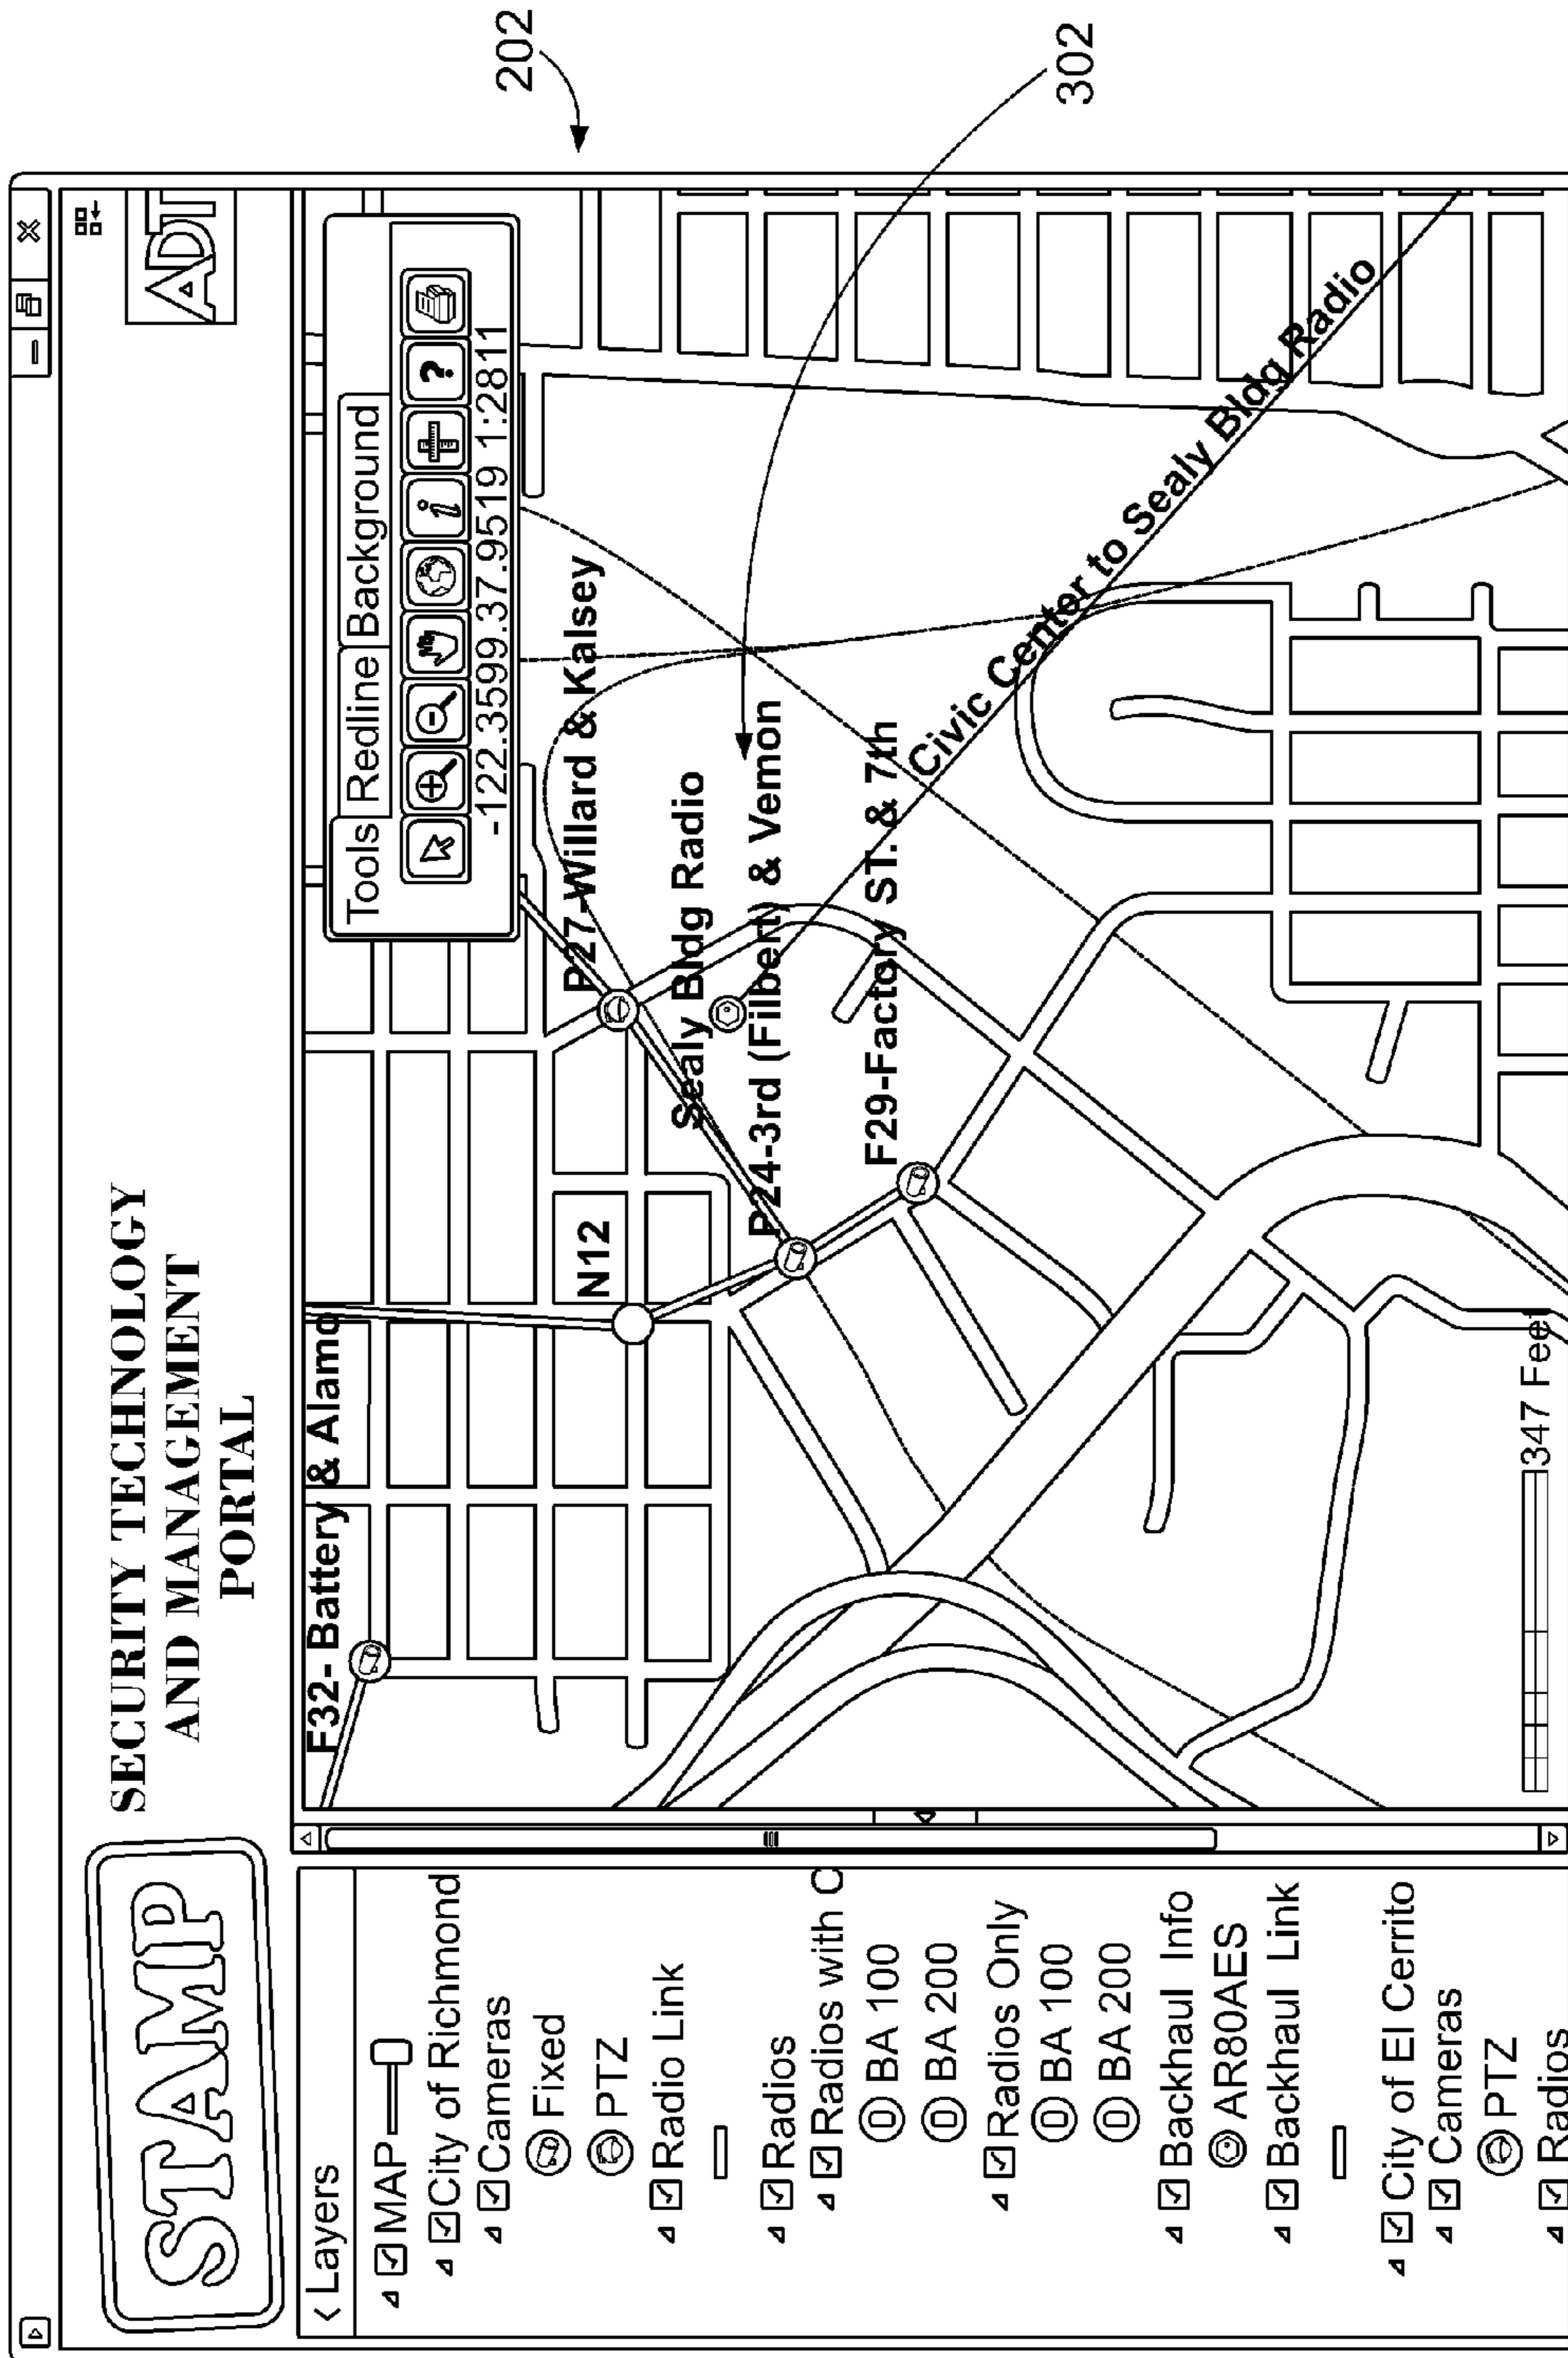 202
302
STAMP
SECURITY TECHNOLOGY
AND MANAGEMENT
PORTAL
ADT
< Layers
MAP
City of Richmond
Cameras
Fixed
PTZ
Radio Link
Radios
Radios with C
BA 100
BA 200
Radios Only
BA 100
BA 200
Backhaul Info
AR80AES
Backhaul Link
City of El Cerrito
Cameras
PTZ
Radios
Tools Redline Background
-122.3599.37.9519 1:2811
F32- Battery & Alamo
N12
P27-Willard & Kalsey
Sealy Bldg Radio
P24-3rd (Filbert) & Vernon
F29-Factory ST. & 7th
Civic Center to Sealy Bldg Radio
347 Feet